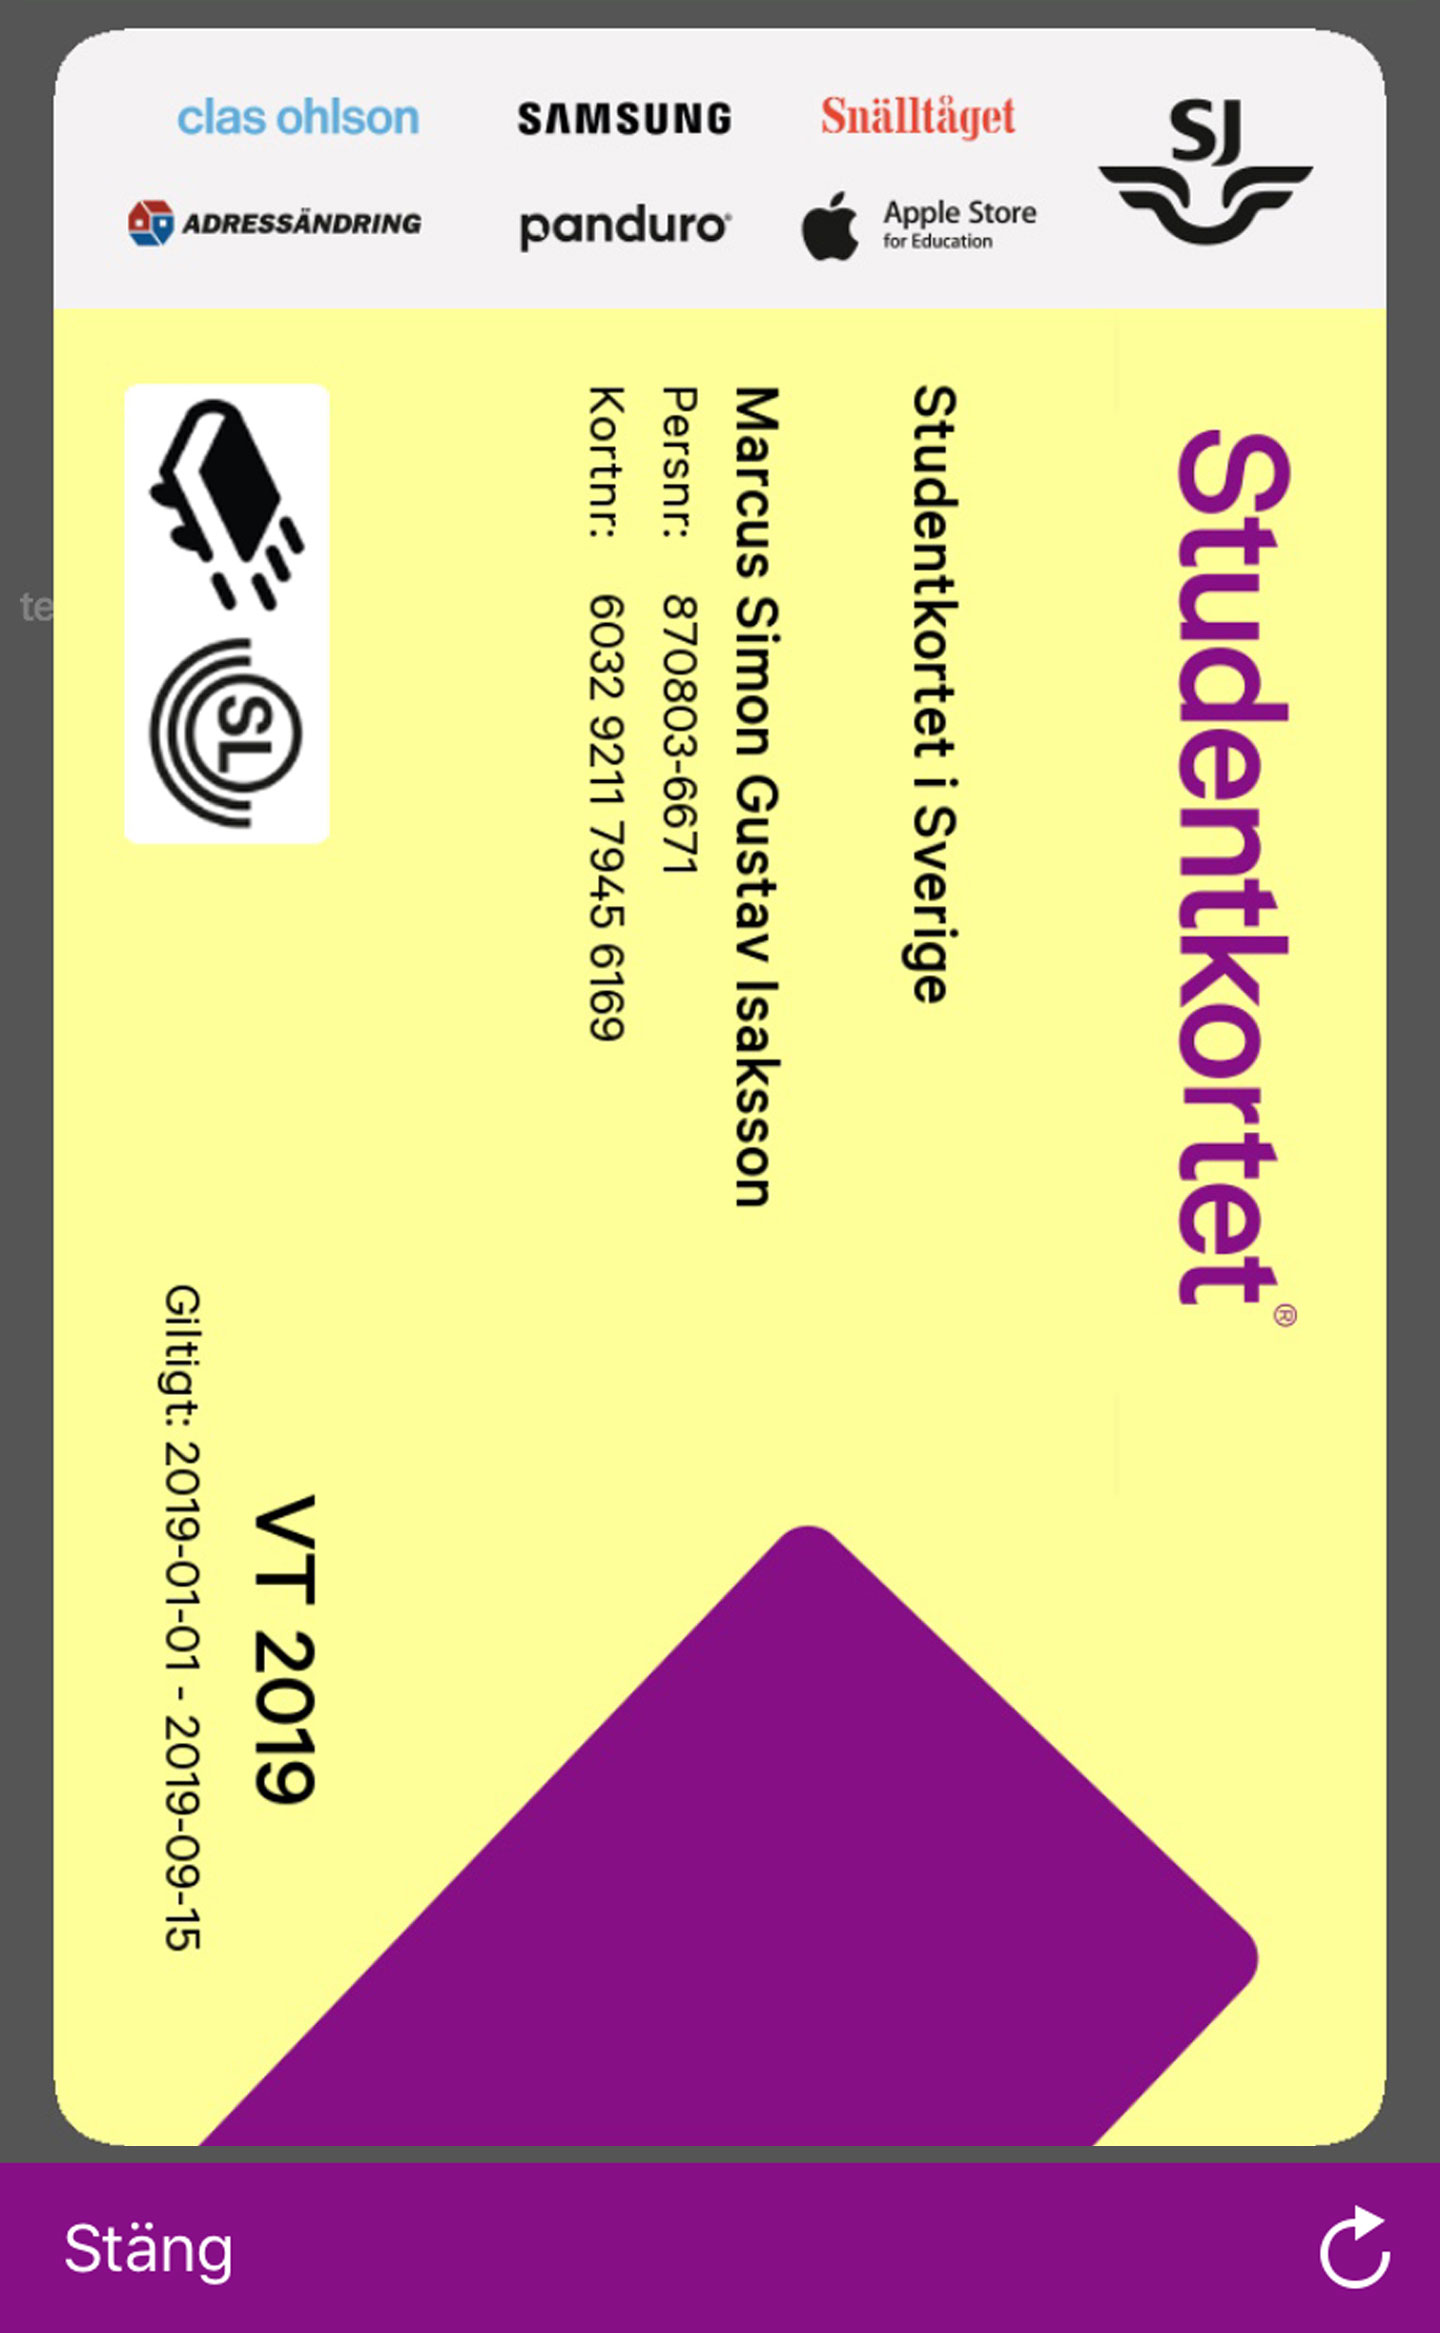 clas ohlson
SAMSUNG
Snälltåget
SJ
ADRESSÄNDRING
panduro
Apple Store
for Education
Studentkortet®
Studentkortet i Sverige
Marcus Simon Gustav Isaksson
Persnr: 870803-6671
Kortnr: 6032 9211 7945 6169
SL
VT 2019
Giltigt: 2019-01-01 - 2019-09-15
te
Stäng